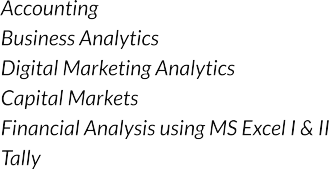 Accounting
Business Analytics
Digital Marketing Analytics
Capital Markets
Financial Analysis using MS Excel I & II
Tally